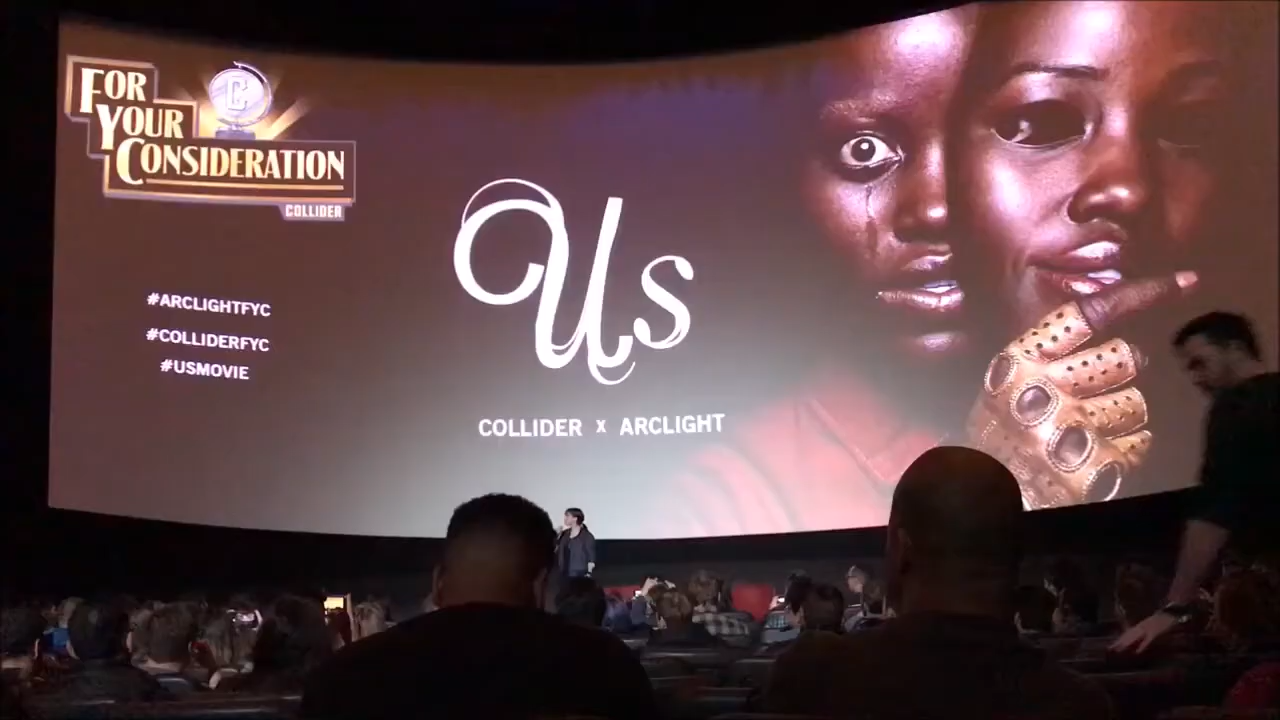 FOR
YOUR
CONSIDERATION
C
COLLIDER
#ARCLIGHTFYC
#COLLIDERFYC
#USMOVIE
Us
COLLIDER X ARCLIGHT